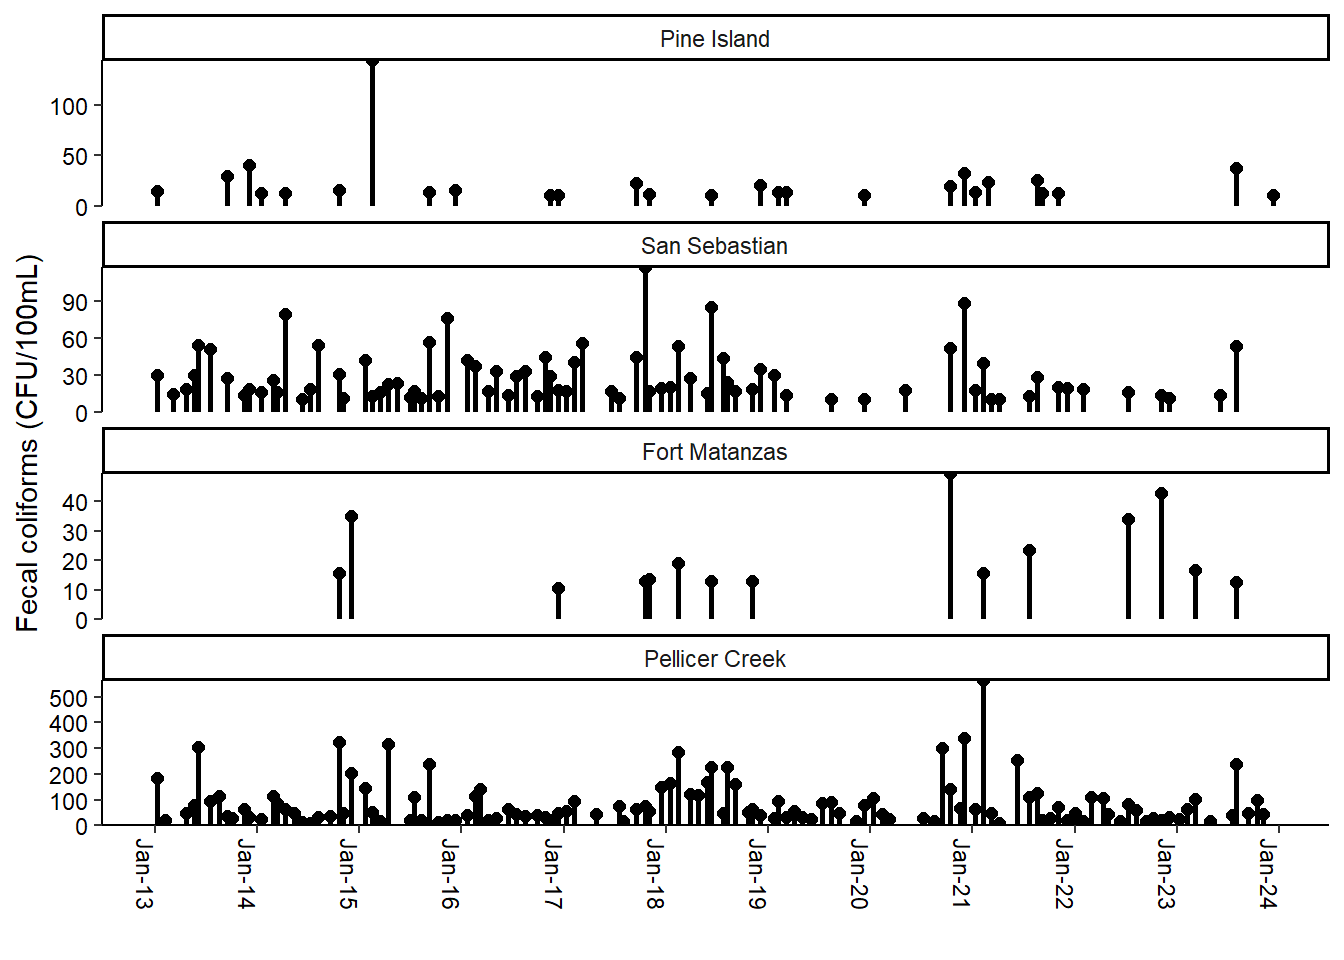 Pine Island
100
50
0
San Sebastian
90
60
30
0
Fort Matanzas
40
30
20
10
0
Pellicer Creek
500
400
300
200
100
0
Fecal coliforms (CFU/100mL)
Jan-13
Jan-14
Jan-15
Jan-16
Jan-17
Jan-18
Jan-19
Jan-20
Jan-21
Jan-22
Jan-23
Jan-24